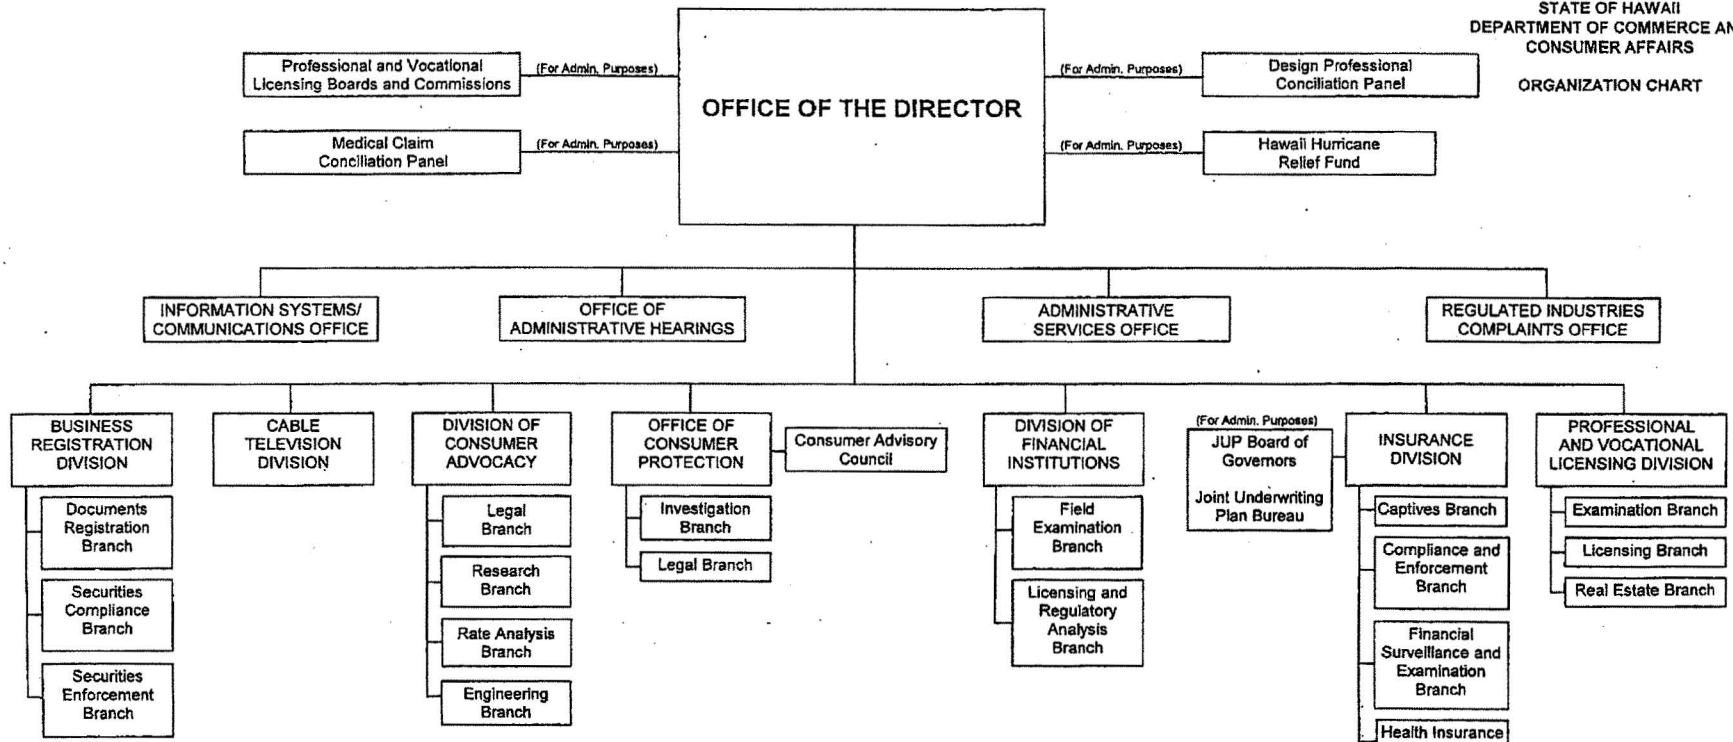 STATE OF HAWAII
DEPARTMENT OF COMMERCE AN
CONSUMER AFFAIRS
ORGANIZATION CHART
Professional and Vocational
Licensing Boards and Commissions
(For Admin. Purposes)
OFFICE OF THE DIRECTOR
(For Admin. Purposes)
Design Professional
Conciliation Panel
Medical Claim
Conciliation Panel
(For Admin. Purposes)
(For Admin. Purposes)
Hawaii Hurricane
Relief Fund
INFORMATION SYSTEMS/
COMMUNICATIONS OFFICE
OFFICE OF
ADMINISTRATIVE HEARINGS
ADMINISTRATIVE
SERVICES OFFICE
REGULATED INDUSTRIES
COMPLAINTS OFFICE
BUSINESS
REGISTRATION
DIVISION
Documents
Registration
Branch
Securities
Compliance
Branch
Securities
Enforcement
Branch
CABLE
TELEVISION
DIVISION
DIVISION OF
CONSUMER
ADVOCACY
Legal
Branch
Research
Branch
Rate Analysis
Branch
Engineering
Branch
OFFICE OF
CONSUMER
PROTECTION
Consumer Advisory
Council
Investigation
Branch
Legal Branch
DIVISION OF
FINANCIAL
INSTITUTIONS
Field
Examination
Branch
Licensing and
Regulatory
Analysis
Branch
(For Admin. Purposes)
JUP Board of
Governors
Joint Underwriting
Plan Bureau
INSURANCE
DIVISION
Captives Branch
Compliance and
Enforcement
Branch
Financial
Surveillance and
Examination
Branch
Health Insurance
PROFESSIONAL
AND VOCATIONAL
LICENSING DIVISION
Examination Branch
Licensing Branch
Real Estate Branch